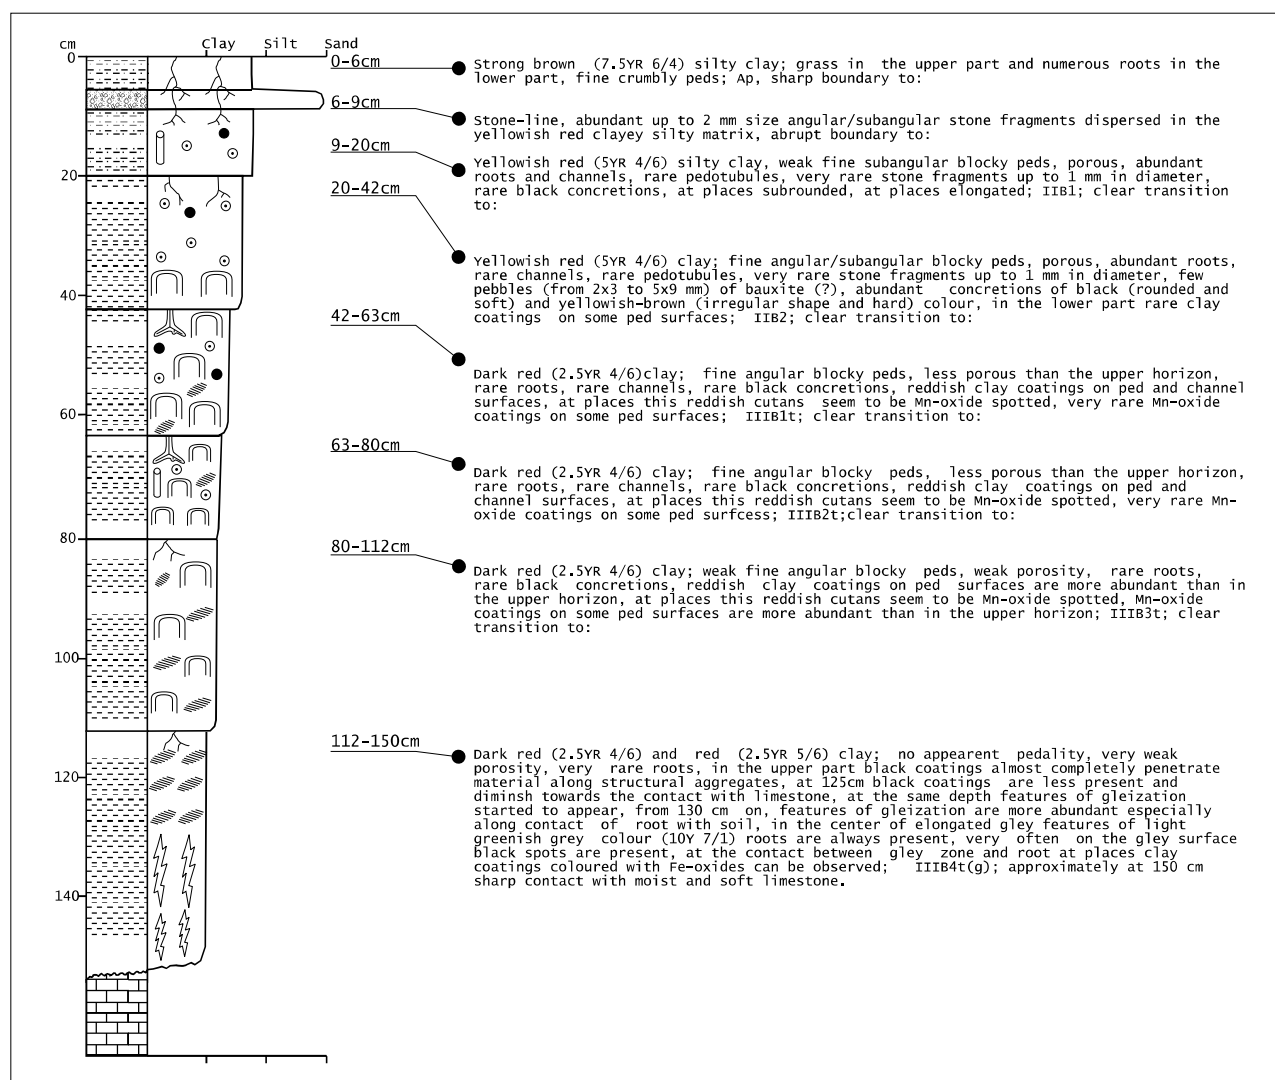 cm
Clay Silt Sand
0
20
40
60
80
100
120
140
0-6cm
Strong brown (7.5YR 6/4) silty clay; grass in the upper part and numerous roots in the
lower part, fine crumbly peds; Ap, sharp boundary to:
6-9cm
Stone-line, abundant up to 2 mm size angular/subangular stone fragments dispersed in the
yellowish red clayey silty matrix, abrupt boundary to:
9-20cm
Yellowish red (5YR 4/6) silty clay, weak fine subangular blocky peds, porous, abundant
roots and channels, rare pedotubules, very rare stone fragments up to 1 mm in diameter,
rare black concretions, at places subrounded, at places elongated; IIB1; clear transition
to:
20-42cm
Yellowish red (5YR 4/6) clay; fine angular/subangular blocky peds, porous, abundant roots,
rare channels, rare pedotubules, very rare stone fragments up to 1 mm in diameter, few
pebbles (from 2x3 to 5x9 mm) of bauxite (?), abundant concretions of black (rounded and
soft) and yellowish-brown (irregular shape and hard) colour, in the lower part rare clay
coatings on some ped surfaces; IIB2; clear transition to:
42-63cm
Dark red (2.5YR 4/6)clay; fine angular blocky peds, less porous than the upper horizon,
rare roots, rare channels, rare black concretions, reddish clay coatings on ped and channel
surfaces, at places this reddish cutans seem to be Mn-oxide spotted, very rare Mn-oxide
coatings on some ped surfaces; IIIB1t; clear transition to:
63-80cm
Dark red (2.5YR 4/6) clay; fine angular blocky peds, less porous than the upper horizon,
rare roots, rare channels, rare black concretions, reddish clay coatings on ped and
channel surfaces, at places this reddish cutans seem to be Mn-oxide spotted, very rare Mn-
oxide coatings on some ped surfcess; IIIB2t;clear transition to:
80-112cm
Dark red (2.5YR 4/6) clay; weak fine angular blocky peds, weak porosity, rare roots,
rare black concretions, reddish clay coatings on ped surfaces are more abundant than in
the upper horizon, at places this reddish cutans seem to be Mn-oxide spotted, Mn-oxide
coatings on some ped surfaces are more abundant than in the upper horizon; IIIB3t; clear
transition to:
112-150cm
Dark red (2.5YR 4/6) and red (2.5YR 5/6) clay; no appearent pedality, very weak
porosity, very rare roots, in the upper part black coatings almost completely penetrate
material along structural aggregates, at 125cm black coatings are less present and
diminsh towards the contact with limestone, at the same depth features of gleization
started to appear, from 130 cm on, features of gleization are more abundant especially
along contact of root with soil, in the center of elongated gley features of light
greenish grey colour (10Y 7/1) roots are always present, very often on the gley surface
black spots are present, at the contact between gley zone and root at places clay
coatings coloured with Fe-oxides can be observed; IIIB4t(g); approximately at 150 cm
sharp contact with moist and soft limestone.